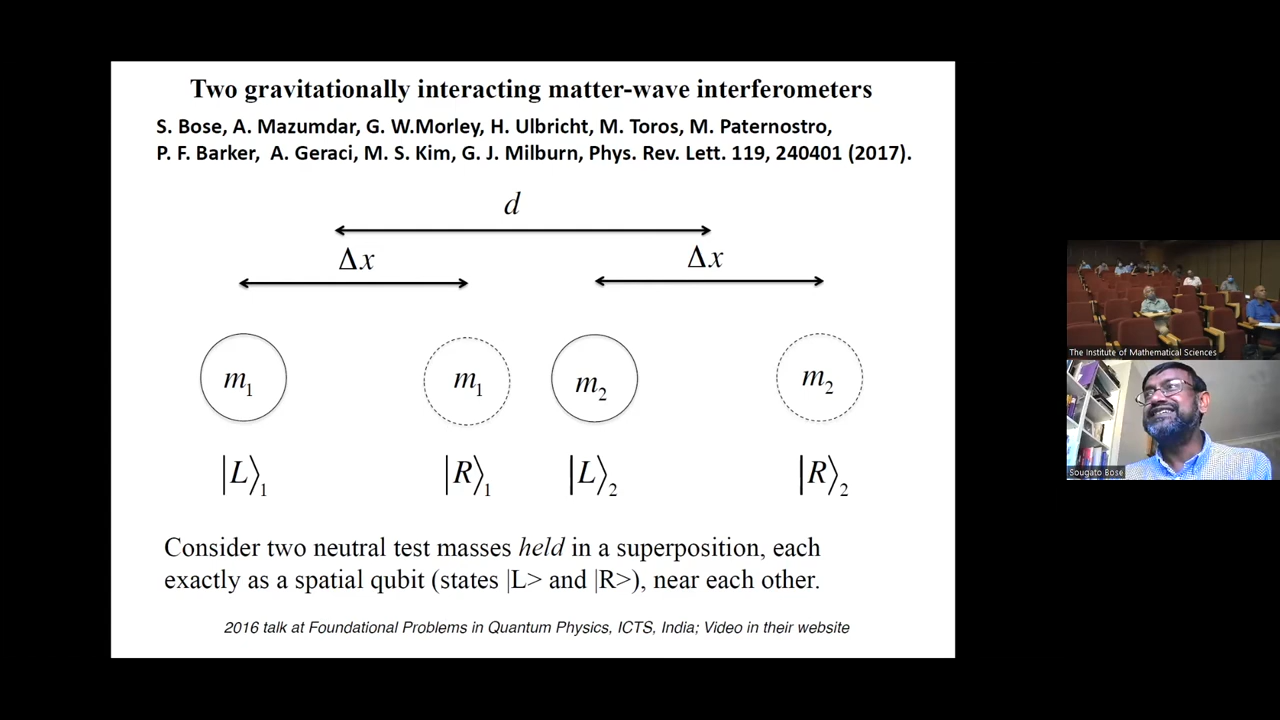 Two gravitationally interacting matter-wave interferometers
S. Bose, A. Mazumdar, G. W.Morley, H. Ulbricht, M. Toros, M. Paternostro,
P. F. Barker, A. Geraci, M. S. Kim, G. J. Milburn, Phys. Rev. Lett. 119, 240401 (2017).
d
Δx Δx
m₁ m₁ m₂ m₂
|L⟩₁ |R⟩₁ |L⟩₂ |R⟩₂
Consider two neutral test masses held in a superposition, each
exactly as a spatial qubit (states |L> and |R>), near each other.
2016 talk at Foundational Problems in Quantum Physics, ICTS, India; Video in their website
The Institute of Mathematical Sciences
Sougato Bose